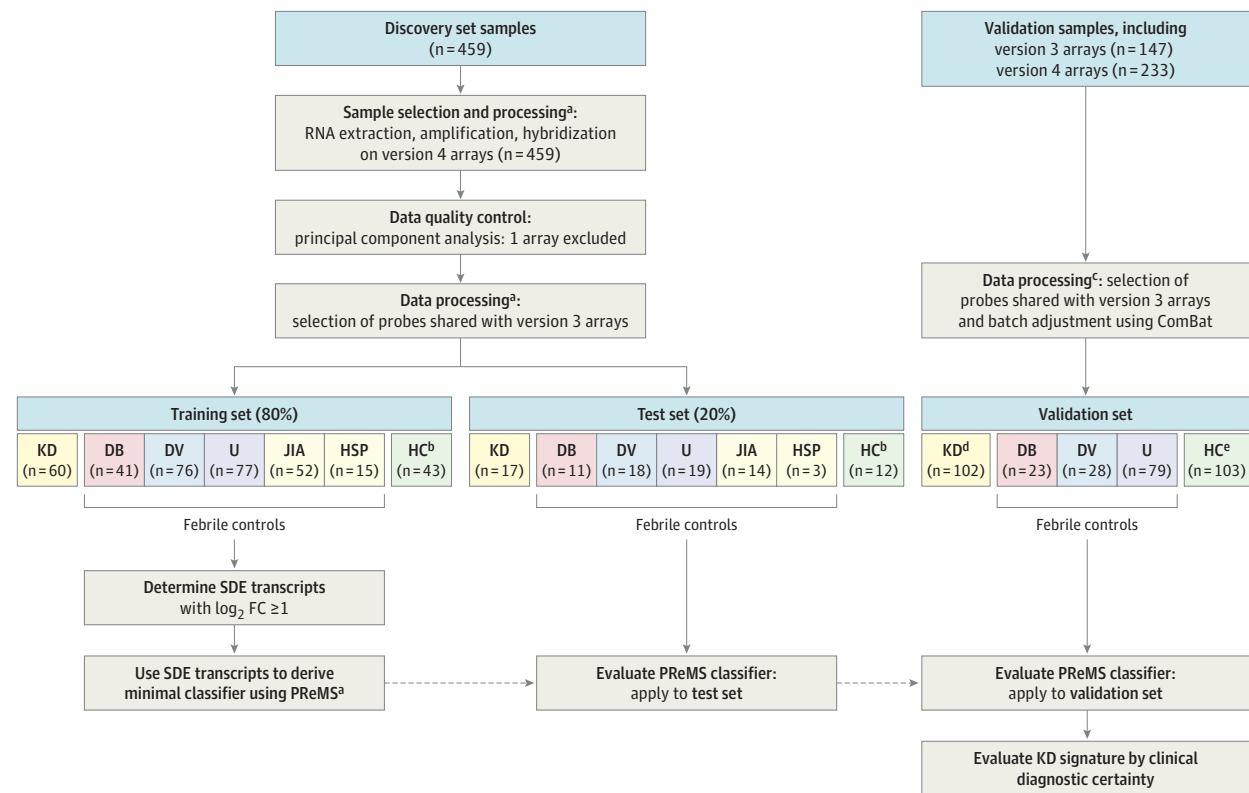 Discovery set samples
(n=459)
Sample selection and processingᵃ:
RNA extraction, amplification, hybridization
on version 4 arrays (n=459)
Data quality control:
principal component analysis: 1 array excluded
Data processingᵃ:
selection of probes shared with version 3 arrays
Validation samples, including
version 3 arrays (n=147)
version 4 arrays (n=233)
Data processingᶜ: selection of
probes shared with version 3 arrays
and batch adjustment using ComBat
Training set (80%)
KD
(n=60)
DB
(n=41)
DV
(n=76)
U
(n=77)
JIA
(n=52)
HSP
(n=15)
HCᵇ
(n=43)
Febrile controls
Determine SDE transcripts
with log₂ FC ≥1
Use SDE transcripts to derive
minimal classifier using PReMSᵃ
Test set (20%)
KD
(n=17)
DB
(n=11)
DV
(n=18)
U
(n=19)
JIA
(n=14)
HSP
(n=3)
HCᵇ
(n=12)
Febrile controls
Evaluate PReMS classifier:
apply to test set
Validation set
KDᵈ
(n=102)
DB
(n=23)
DV
(n=28)
U
(n=79)
HCᵉ
(n=103)
Febrile controls
Evaluate PReMS classifier:
apply to validation set
Evaluate KD signature by clinical
diagnostic certainty